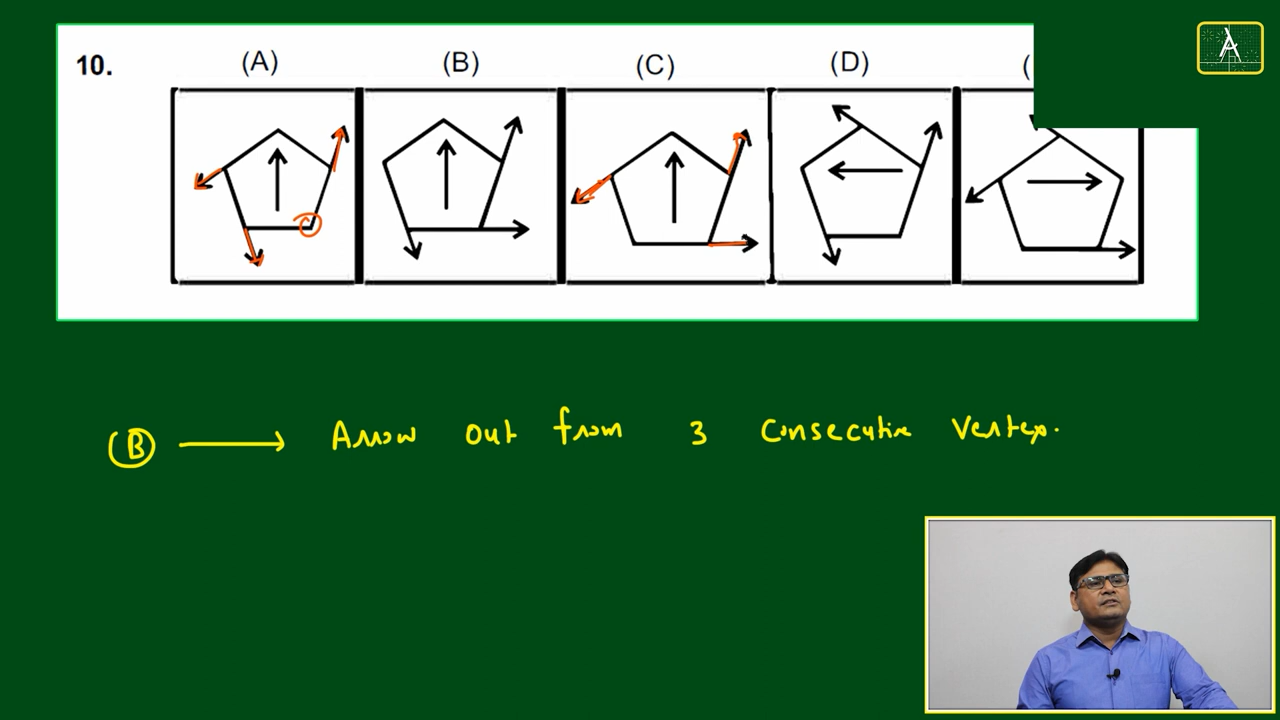 10. (A) (B) (C) (D) (
(B) → Arrow out from 3 consecutive vertex.